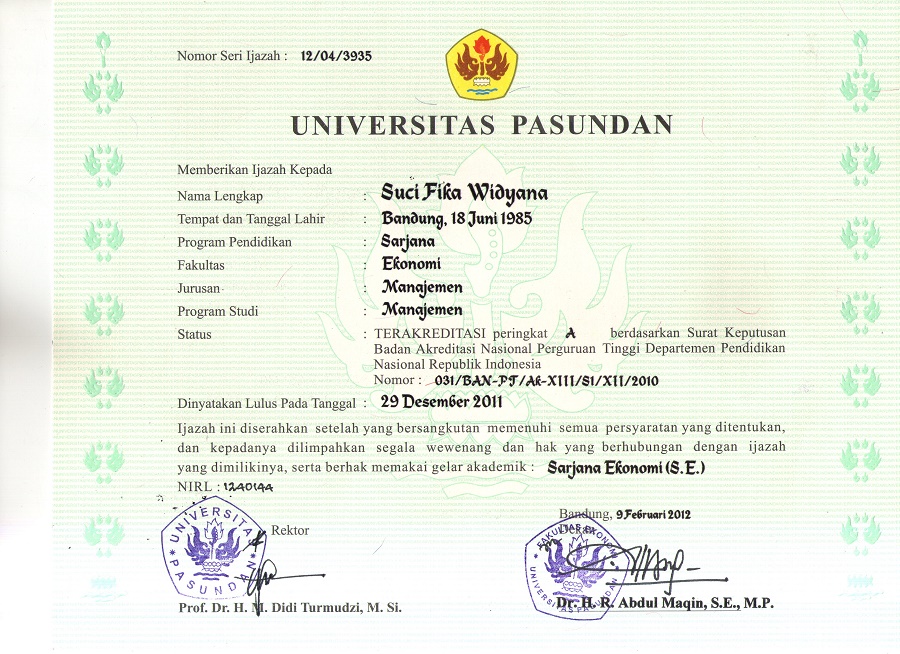 Nomor Seri Ijazah : 12/04/3935
UNIVERSITAS PASUNDAN
Memberikan Ijazah Kepada
Nama Lengkap : Suci Fika Widyana
Tempat dan Tanggal Lahir : Bandung, 18 Juni 1985
Program Pendidikan : Sarjana
Fakultas : Ekonomi
Jurusan : Manajemen
Program Studi : Manajemen
Status : TERAKREDITASI peringkat A berdasarkan Surat Keputusan
Badan Akreditasi Nasional Perguruan Tinggi Departemen Pendidikan
Nasional Republik Indonesia
Nomor : 031/BAN-PT/Ak-XIII/S1/XII/2010
Dinyatakan Lulus Pada Tanggal : 29 Desember 2011
Ijazah ini diserahkan setelah yang bersangkutan memenuhi semua persyaratan yang ditentukan,
dan kepadanya dilimpahkan segala wewenang dan hak yang berhubungan dengan ijazah
yang dimilikinya, serta berhak memakai gelar akademik : Sarjana Ekonomi (S.E.)
NIRL : 1240144
Bandung, 9 Februari 2012
Rektor
UNIVERSITAS PASUNDAN
FAKULTAS EKONOMI
UNIVERSITAS PASUNDAN
Prof. Dr. H. M. Didi Turmudzi, M. Si.
Dr. H. R. Abdul Maqin, S.E., M.P.